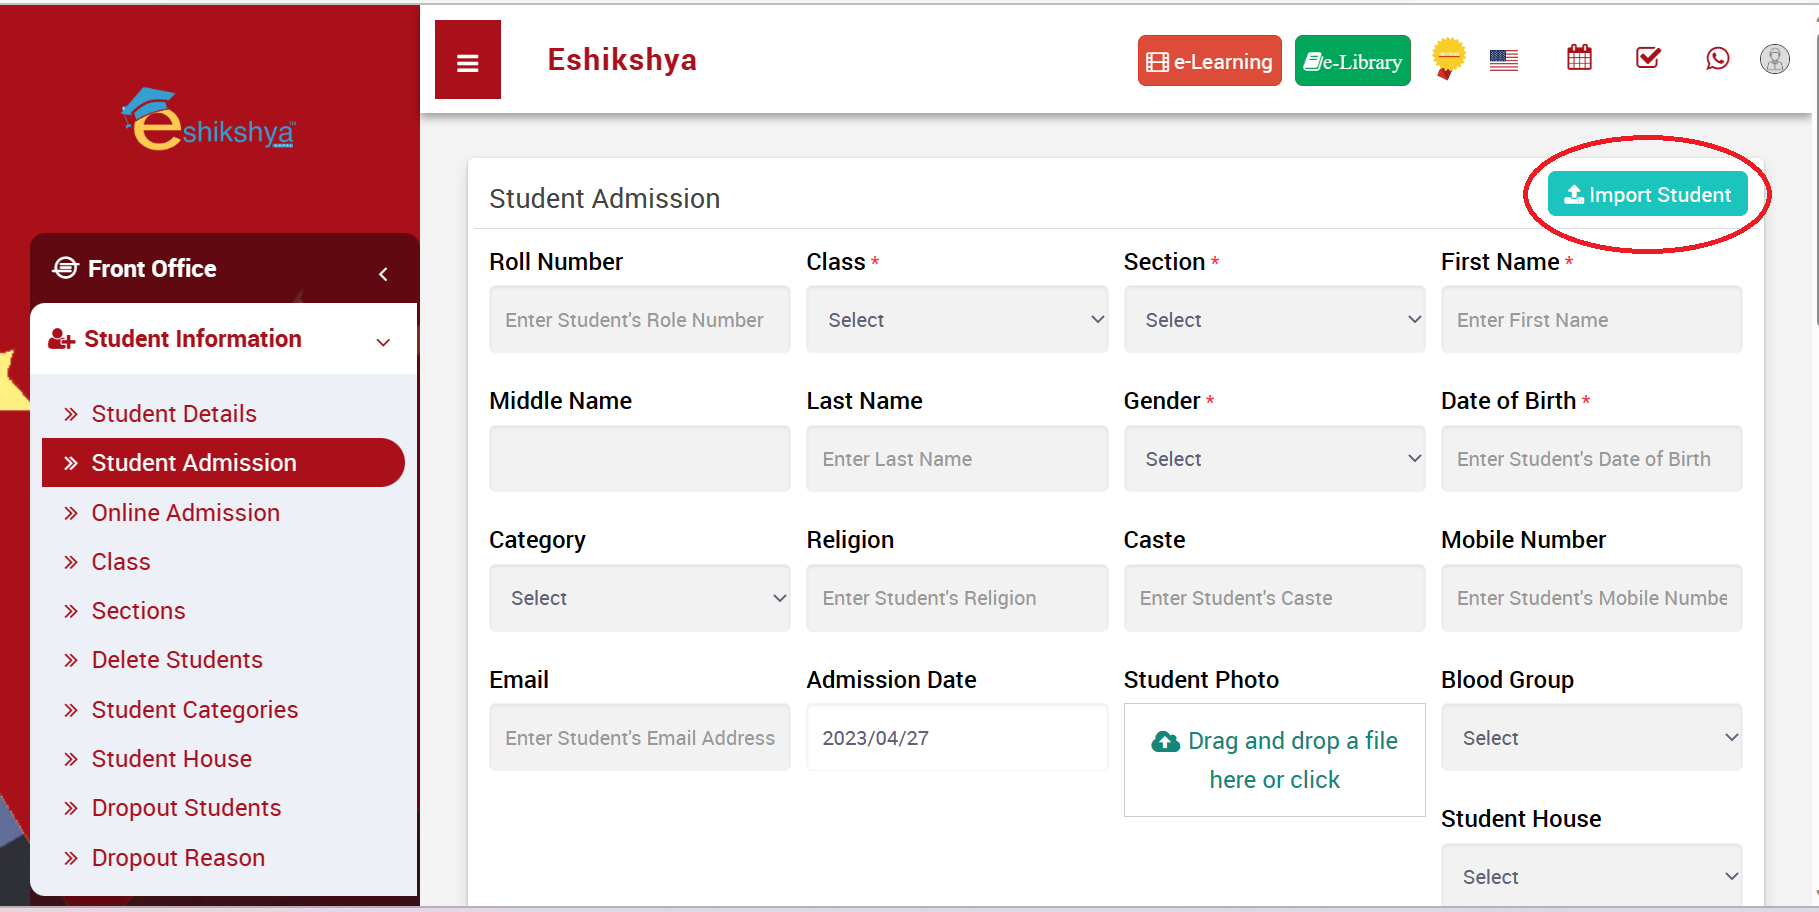 eshikshya
Eshikshya
e-Learning
e-Library
Front Office
Student Information
Student Details
Student Admission
Online Admission
Class
Sections
Delete Students
Student Categories
Student House
Dropout Students
Dropout Reason
Student Admission
Import Student
Roll Number
Class *
Section *
First Name *
Enter Student's Role Number
Select
Select
Enter First Name
Middle Name
Last Name
Gender *
Date of Birth *
Enter Last Name
Select
Enter Student's Date of Birth
Category
Religion
Caste
Mobile Number
Select
Enter Student's Religion
Enter Student's Caste
Enter Student's Mobile Numbe
Email
Admission Date
Student Photo
Blood Group
Enter Student's Email Address
2023/04/27
Drag and drop a file
here or click
Select
Student House
Select